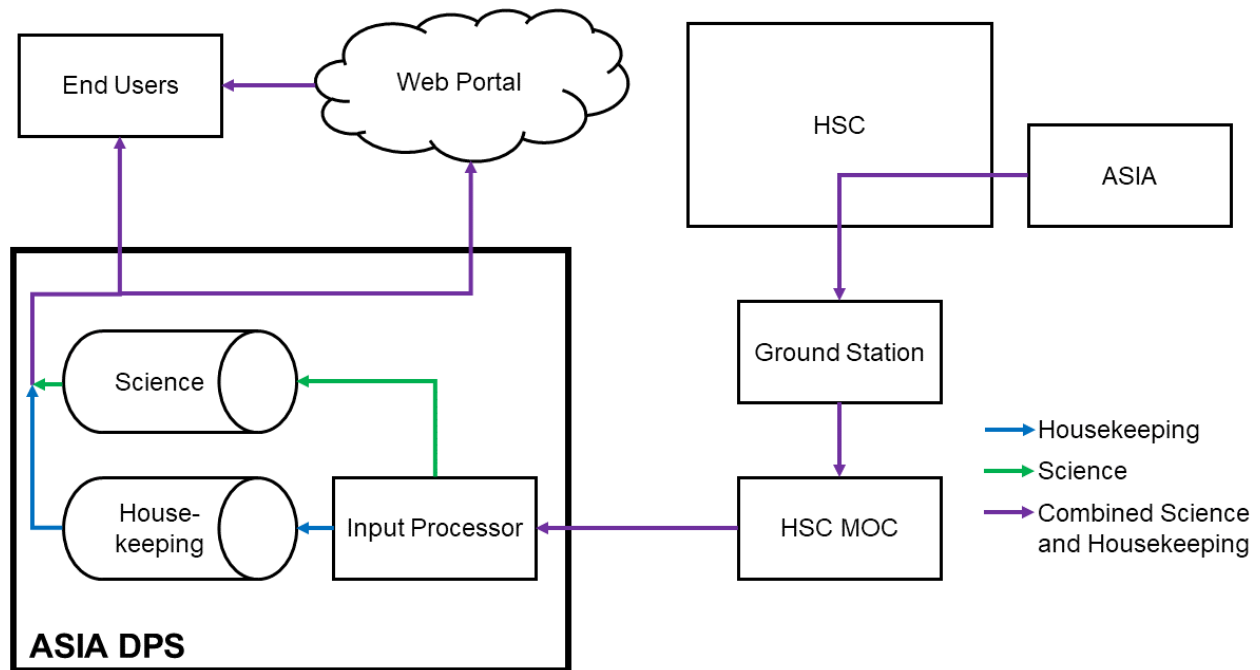 End Users
Web Portal
HSC
ASIA
Ground Station
Science
House-
keeping
Input Processor
HSC MOC
ASIA DPS
Housekeeping
Science
Combined Science
and Housekeeping